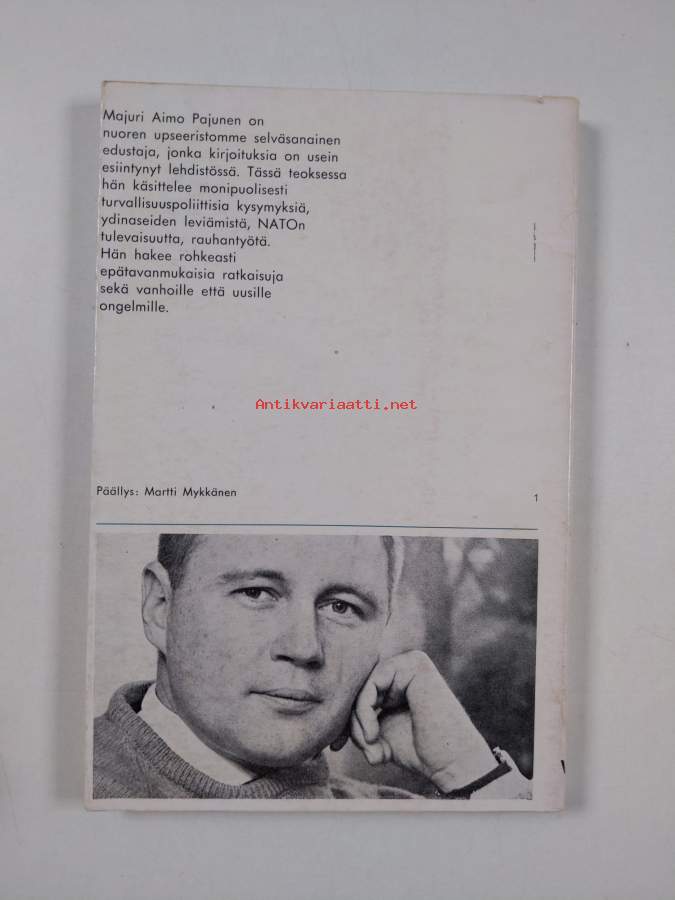 Majuri Aimo Pajunen on
nuoren upseeristomme selväsanainen
edustaja, jonka kirjoituksia on usein
esiintynyt lehdistössä. Tässä teoksessa
hän käsittelee monipuolisesti
turvallisuuspoliittisia kysymyksiä,
ydinaseiden leviämistä, NATOn
tulevaisuutta, rauhantyötä.
Hän hakee rohkeasti
epätavanmukaisia ratkaisuja
sekä vanhoille että uusille
ongelmille.
Antikvariaatti.net
Päällys: Martti Mykkänen
1